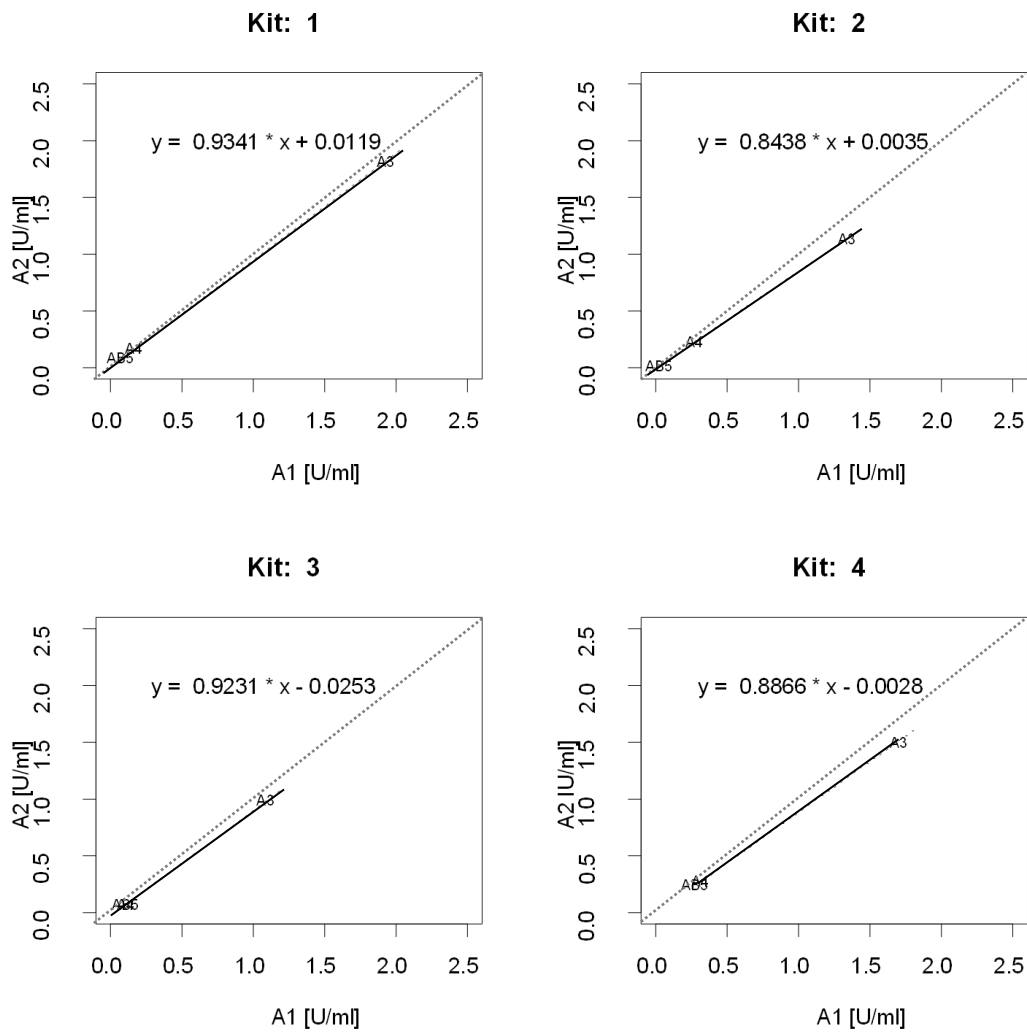 Kit: 1
y = 0.9341 * x + 0.0119
A3
A4
AB5
2.5
2.0
1.5
1.0
0.5
0.0
A2 [U/ml]
0.0 0.5 1.0 1.5 2.0 2.5
A1 [U/ml]
Kit: 2
y = 0.8438 * x + 0.0035
A3
A4
AB5
2.5
2.0
1.5
1.0
0.5
0.0
A2 [U/ml]
0.0 0.5 1.0 1.5 2.0 2.5
A1 [U/ml]
Kit: 3
y = 0.9231 * x - 0.0253
A3
2.5
2.0
1.5
1.0
0.5
0.0
A2 [U/ml]
0.0 0.5 1.0 1.5 2.0 2.5
A1 [U/ml]
Kit: 4
y = 0.8866 * x - 0.0028
A3
A4
AB5
2.5
2.0
1.5
1.0
0.5
0.0
A2 [U/ml]
0.0 0.5 1.0 1.5 2.0 2.5
A1 [U/ml]